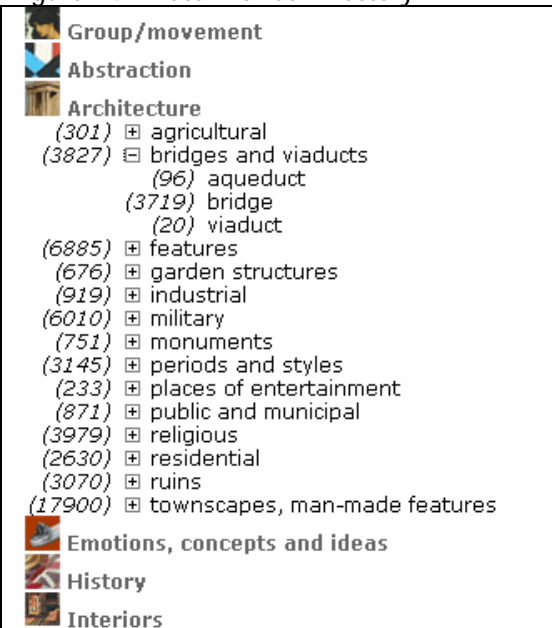 Group/movement
Abstraction
Architecture
(301) agricultural
(3827) bridges and viaducts
(96) aqueduct
(3719) bridge
(20) viaduct
(6885) features
(676) garden structures
(919) industrial
(6010) military
(751) monuments
(3145) periods and styles
(233) places of entertainment
(871) public and municipal
(3979) religious
(2630) residential
(3070) ruins
(17900) townscapes, man-made features
Emotions, concepts and ideas
History
Interiors